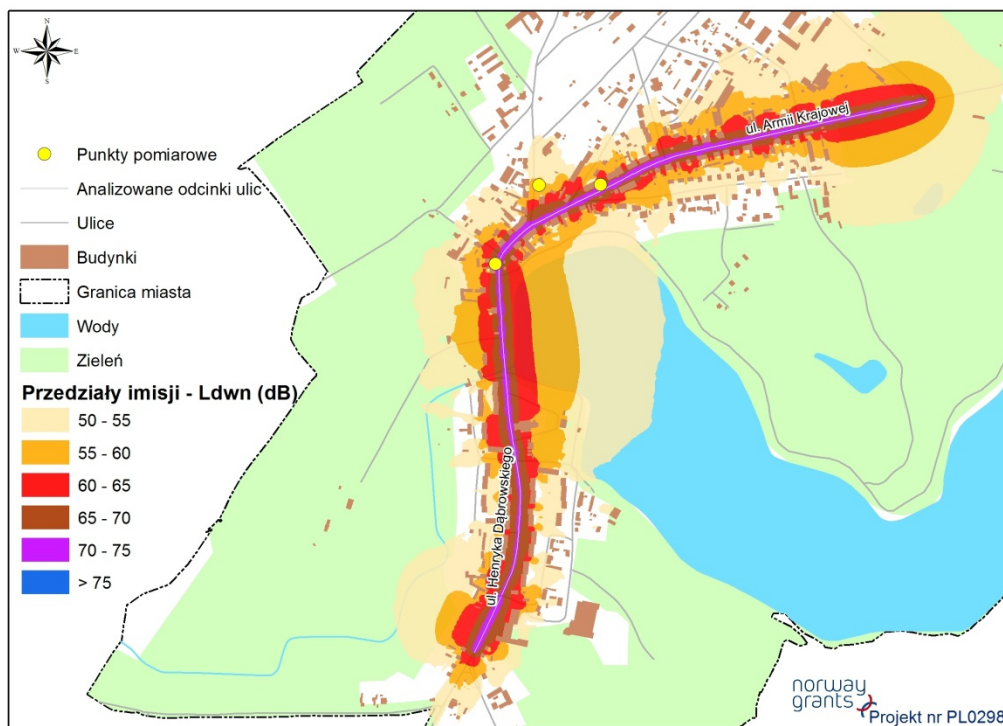 N
W E
S
Punkty pomiarowe
Analizowane odcinki ulic
Ulice
Budynki
Granica miasta
Wody
Zieleń
Przedziały imisji - Ldwn (dB)
50 - 55
55 - 60
60 - 65
65 - 70
70 - 75
> 75
ul. Armii Krajowej
ul. Henryka Dąbrowskiego
norway
grants
Projekt nr PL0298